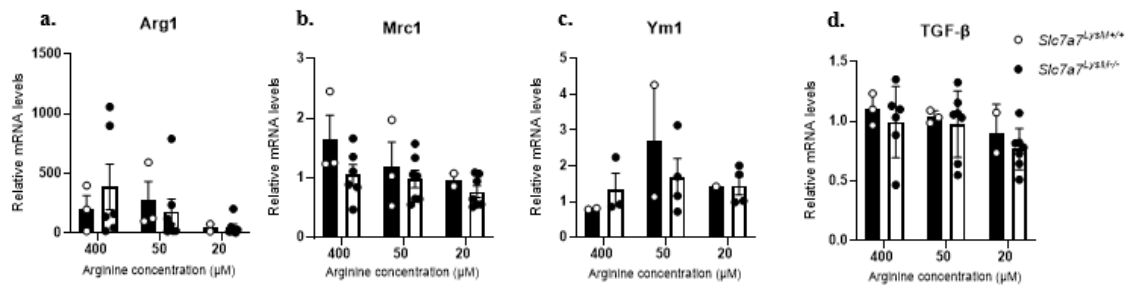 a.
Arg1
Relative mRNA levels
1500
1000
500
0
400
50
20
Arginine concentration (µM)
b.
Mrc1
Relative mRNA levels
3
2
1
0
400
50
20
Arginine concentration (µM)
c.
Ym1
Relative mRNA levels
5
4
3
2
1
0
400
50
20
Arginine concentration (µM)
d.
TGF-β
Relative mRNA levels
1.5
1.0
0.5
0.0
400
50
20
Arginine concentration (µM)
Slc7a7
Slc7a7